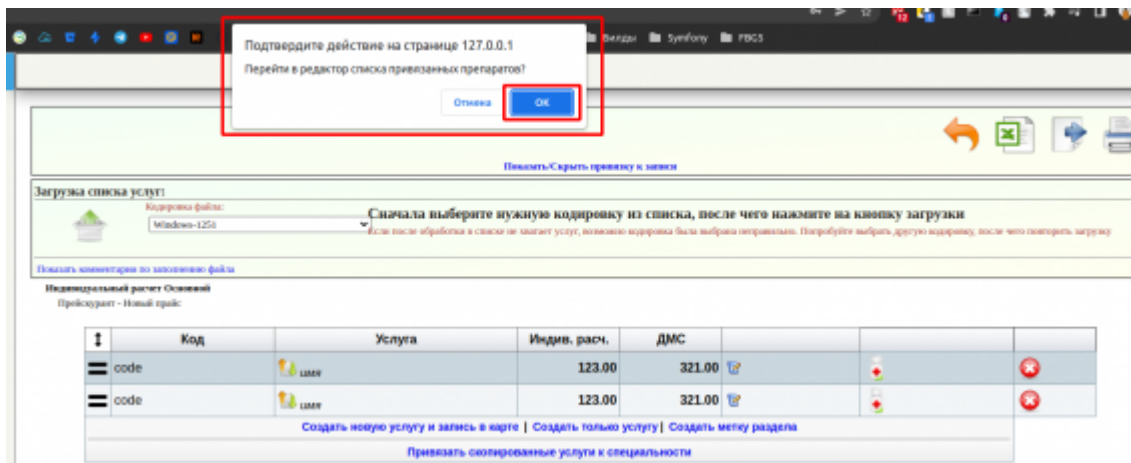 Вилды Symfony PBGS
Подтвердите действие на странице 127.0.0.1
Перейти в редактор списка привязанных препаратов?
Отмена ОК
Показать/Скрыть привязку к записи
Загрузка списка услуг:
Кодировка файла:
Windows-1251
Сначала выберите нужную кодировку из списка, после чего нажмите на кнопку загрузки
Если после обработки в списке не хватает услуг, возможно кодировка была выбрана неправильно. Попробуйте выбрать другую кодировку, после чего повторить загрузку
Показать комментарии по заполнению файла
Индивидуальный расчет Основной
Прейскурант - Новый прайс
Код Услуга Индив. расч. ДМС
code имя 123.00 321.00
code имя 123.00 321.00
Создать новую услугу и запись в карте | Создать только услугу | Создать метку раздела
Привязать скопированные услуги к специальности